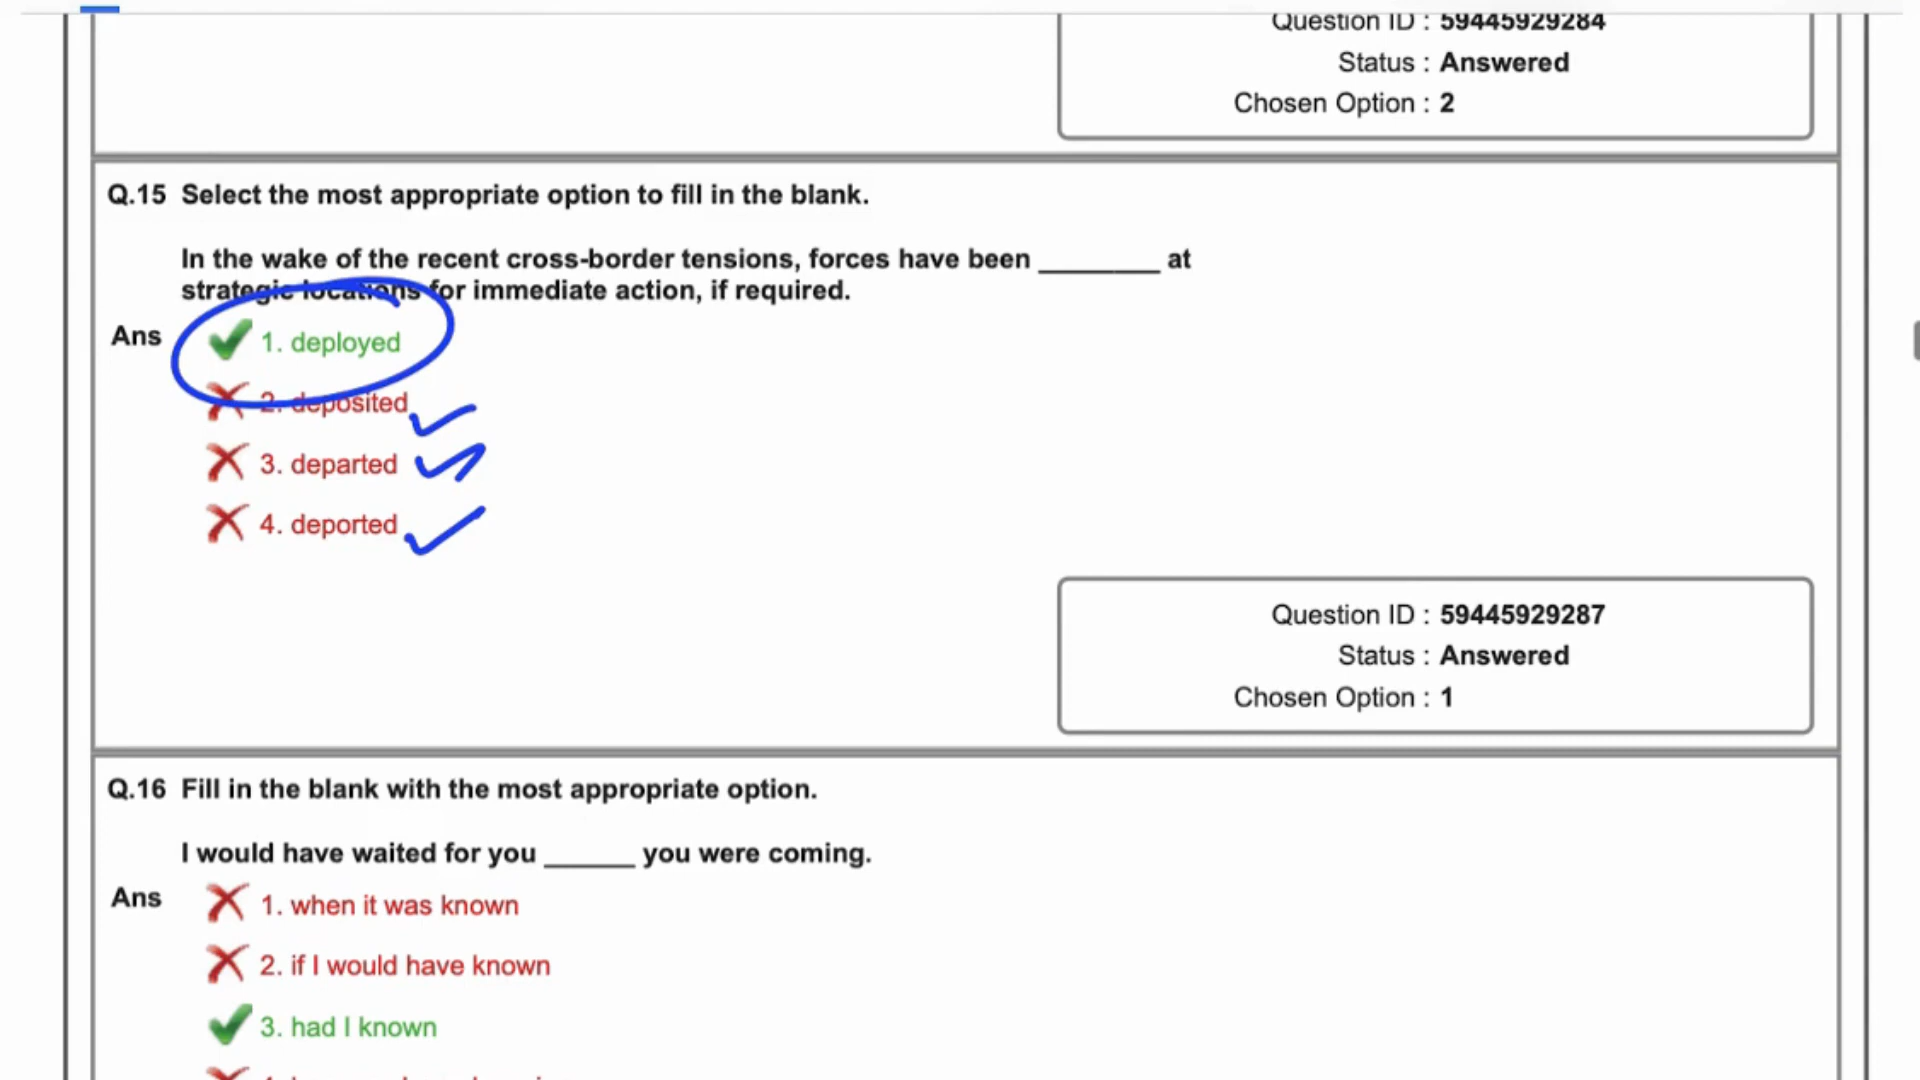 Question ID : 59445929284
Status : Answered
Chosen Option : 2
Q.15 Select the most appropriate option to fill in the blank.
In the wake of the recent cross-border tensions, forces have been ________ at
strategic locations for immediate action, if required.
Ans 1. deployed
2. deposited
3. departed
4. deported
Question ID : 59445929287
Status : Answered
Chosen Option : 1
Q.16 Fill in the blank with the most appropriate option.
I would have waited for you ______ you were coming.
Ans 1. when it was known
2. if I would have known
3. had I known